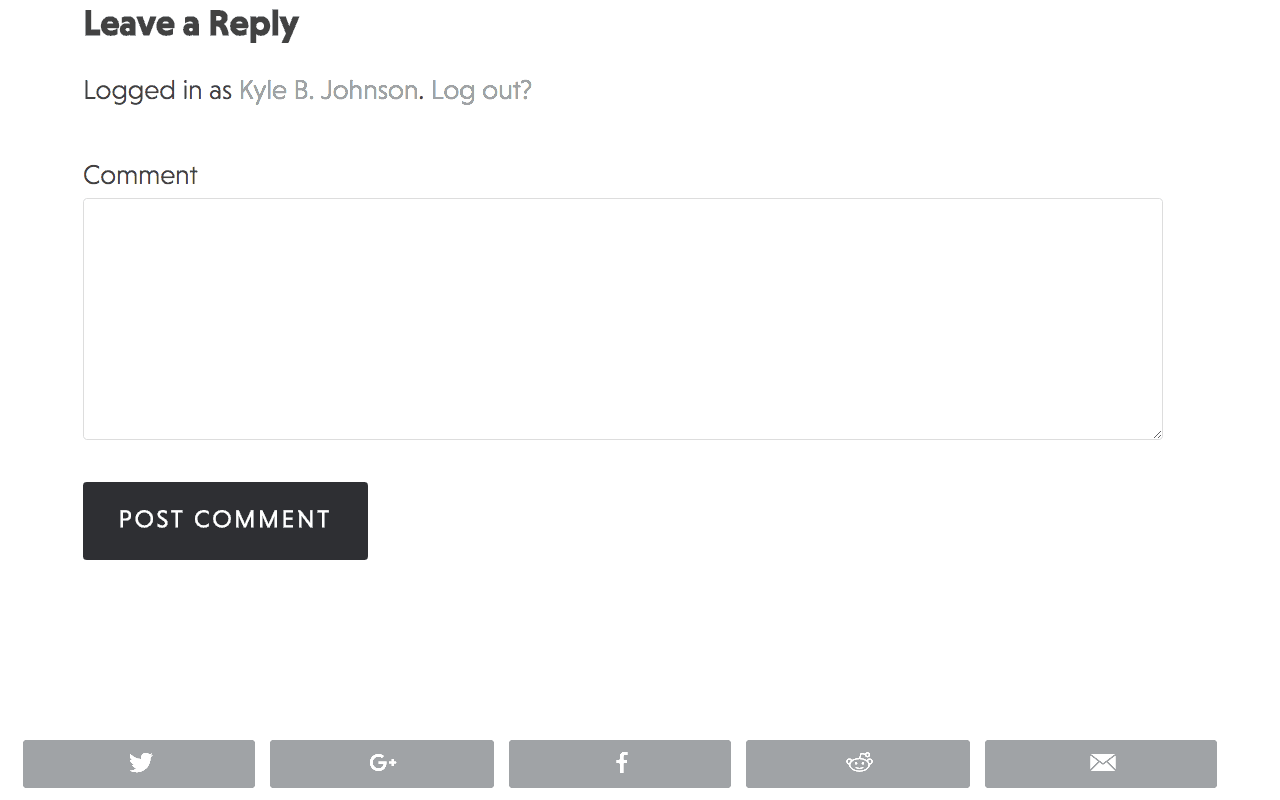 Leave a Reply
Logged in as Kyle B. Johnson. Log out?
Comment
POST COMMENT
G+
f